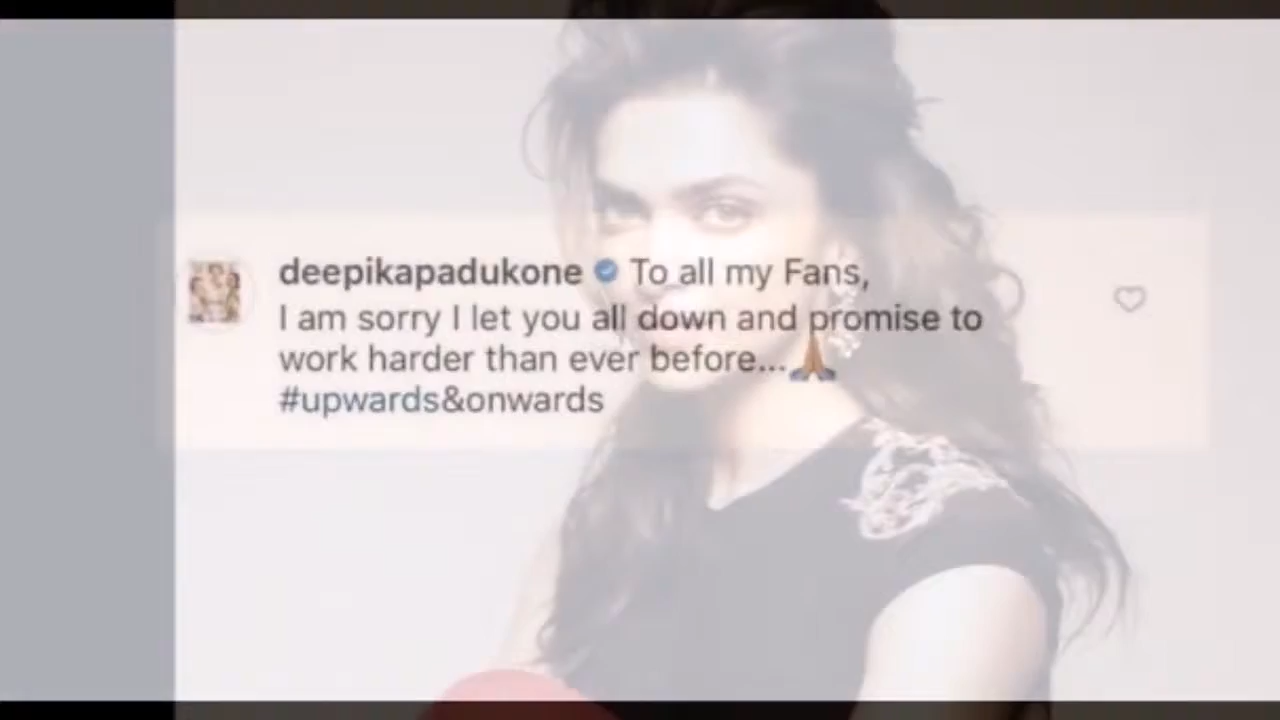 deepikapadukone To all my Fans,
I am sorry I let you all down and promise to
work harder than ever before...🙏🏽
#upwards&onwards